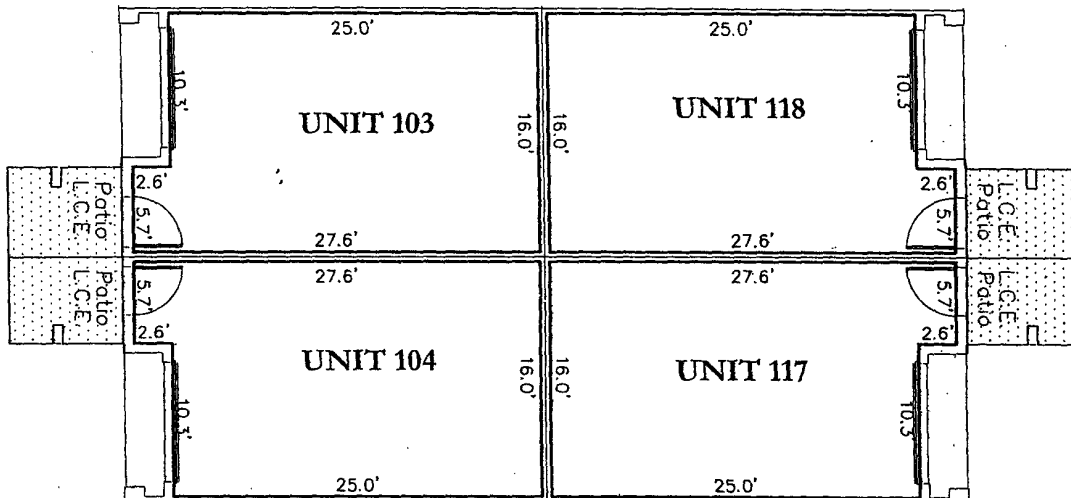 25.0'
25.0'
10.3'
UNIT 103
16.0'
16.0'
UNIT 118
10.3'
Patio
L.C.E.
2.6'
5.7'
27.6'
27.6'
2.6'
5.7'
L.C.E.
Patio
Patio
L.C.E.
5.7'
2.6'
27.6'
27.6'
5.7'
2.6'
L.C.E.
Patio
UNIT 104
16.0'
16.0'
UNIT 117
10.3'
10.3'
25.0'
25.0'